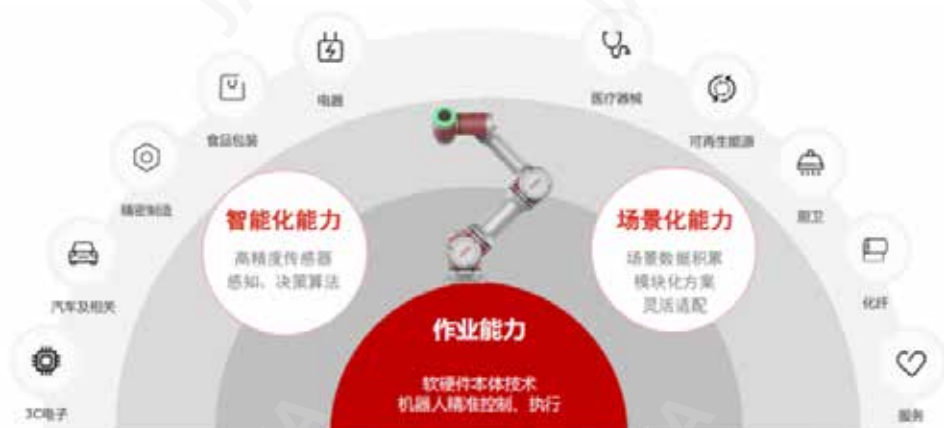 电器
医疗器械
食品包装
可再生能源
精密制造
厨卫
智能化能力
高精度传感器
感知、决策算法
场景化能力
场景数据积累
模块化方案
灵活适配
汽车及相关
化纤
作业能力
软硬件本体技术
机器人精准控制、执行
3C电子
服务